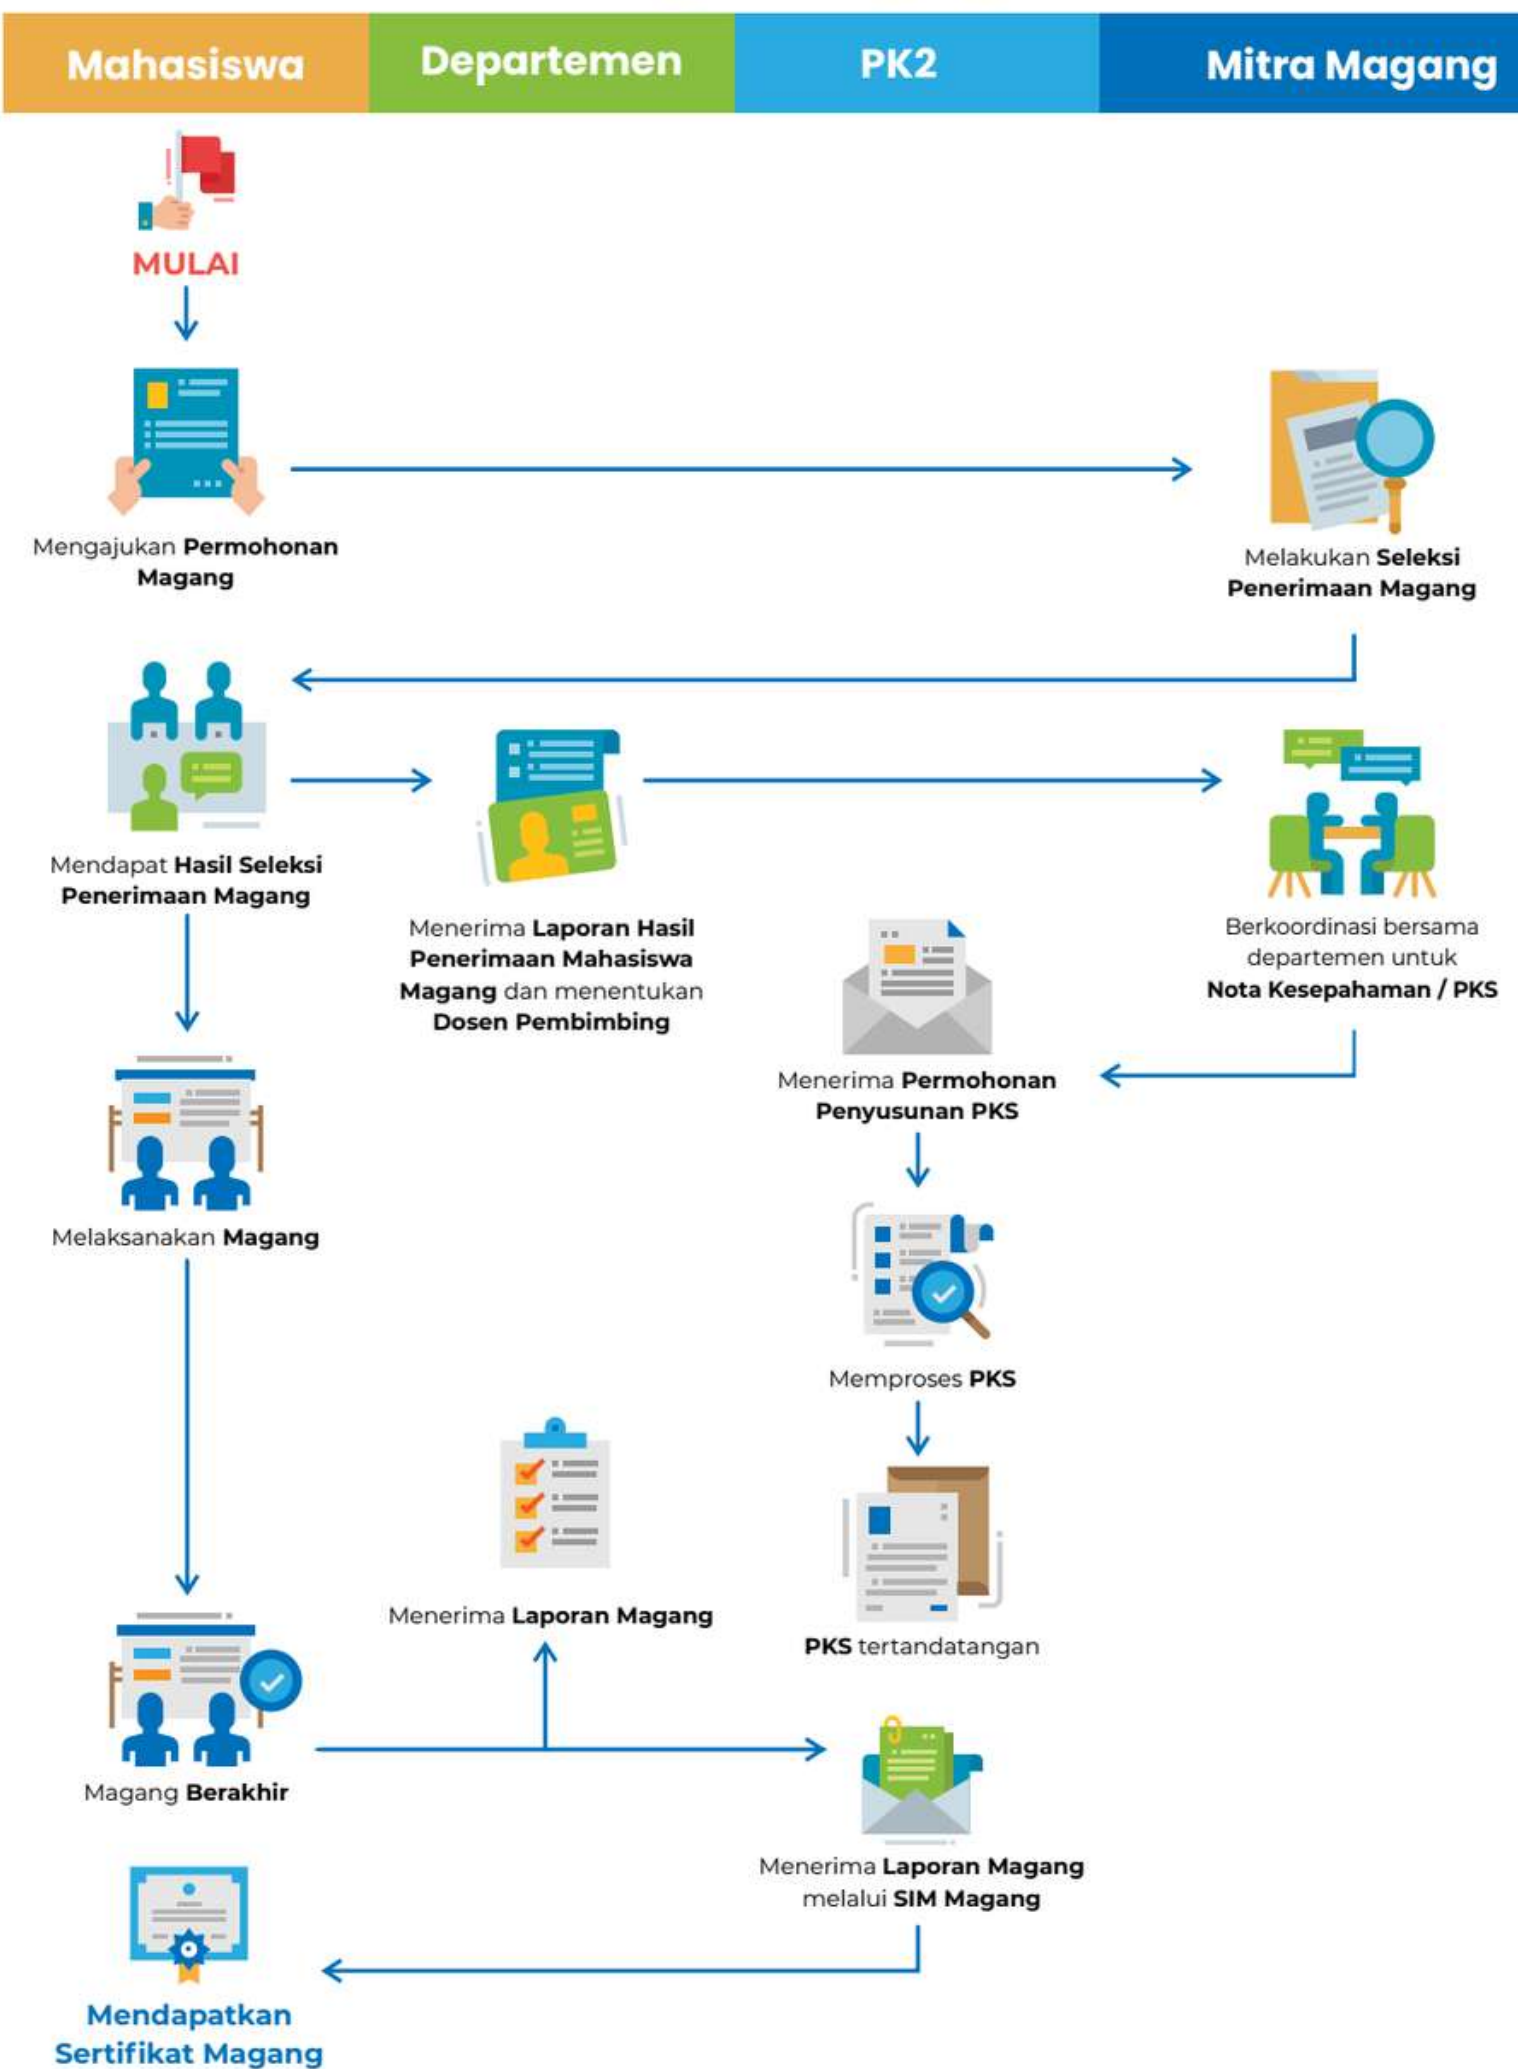 Mahasiswa
Departemen
PK2
Mitra Magang
MULAI
Mengajukan Permohonan
Magang
Melakukan Seleksi
Penerimaan Magang
Mendapat Hasil Seleksi
Penerimaan Magang
Menerima Laporan Hasil
Penerimaan Mahasiswa
Magang dan menentukan
Dosen Pembimbing
Berkoordinasi bersama
departemen untuk
Nota Kesepahaman / PKS
Menerima Permohonan
Penyusunan PKS
Melaksanakan Magang
Memproses PKS
Menerima Laporan Magang
PKS tertandatangan
Magang Berakhir
Menerima Laporan Magang
melalui SIM Magang
Mendapatkan
Sertifikat Magang